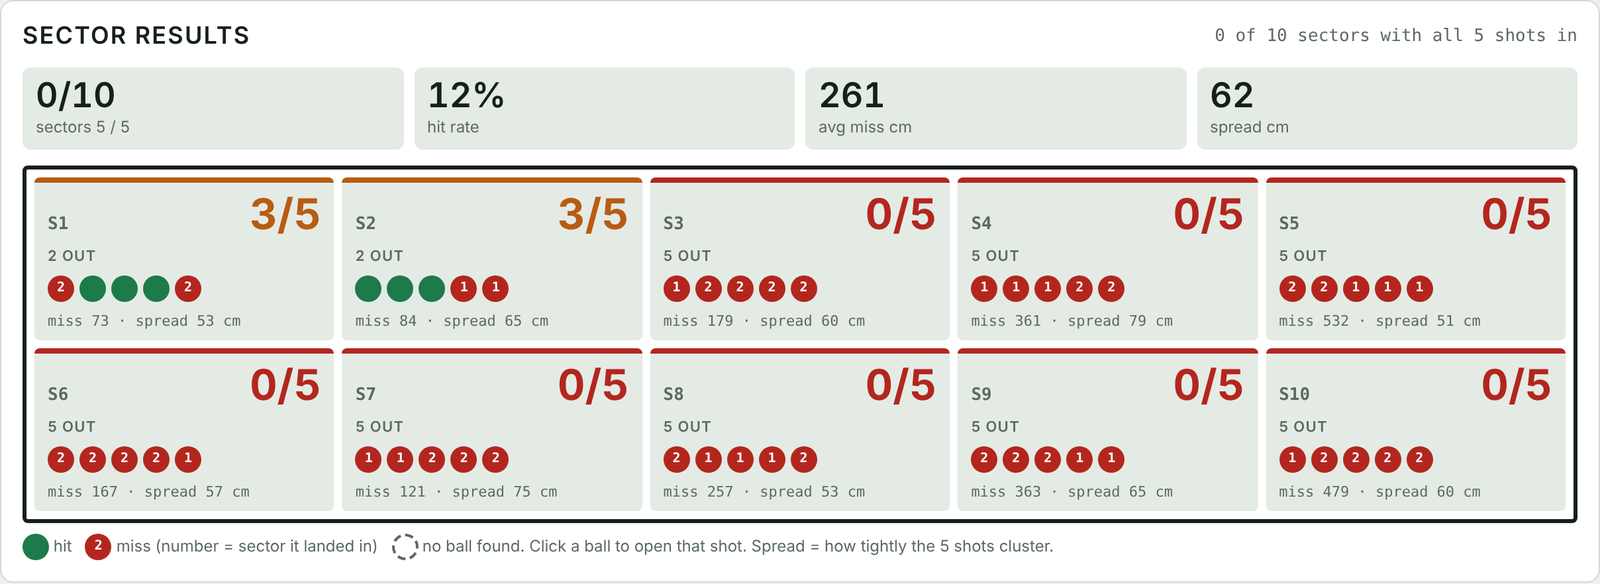 SECTOR RESULTS
0 of 10 sectors with all 5 shots in
0/10
sectors 5 / 5
12%
hit rate
261
avg miss cm
62
spread cm
S1
3/5
2 OUT
2 2
miss 73 · spread 53 cm
S2
3/5
2 OUT
1 1
miss 84 · spread 65 cm
S3
0/5
5 OUT
1 2 2 2 2
miss 179 · spread 60 cm
S4
0/5
5 OUT
1 1 1 2 2
miss 361 · spread 79 cm
S5
0/5
5 OUT
2 2 1 1 1
miss 532 · spread 51 cm
S6
0/5
5 OUT
2 2 2 2 1
miss 167 · spread 57 cm
S7
0/5
5 OUT
1 1 2 2 2
miss 121 · spread 75 cm
S8
0/5
5 OUT
2 1 1 1 2
miss 257 · spread 53 cm
S9
0/5
5 OUT
2 2 2 1 1
miss 363 · spread 65 cm
S10
0/5
5 OUT
1 2 2 2 2
miss 479 · spread 60 cm
hit 2 miss (number = sector it landed in) no ball found. Click a ball to open that shot. Spread = how tightly the 5 shots cluster.